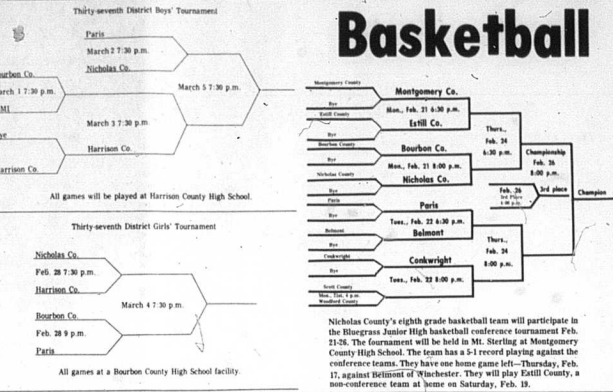 Thirty-seventh District Boys' Tournament
Paris
March 2 7:30 p.m.
Nicholas Co.
ourbon Co.
arch 1 7:30 p.m.
MI
March 5 7:30 p.m.
March 3 7:30 p.m.
ye
Harrison Co.
arrison Co.
All games will be played at Harrison County High School.
Thirty-seventh District Girls' Tournament
Nicholas Co.
Feb. 28 7:30 p.m.
Harrison Co.
March 4 7:30 p.m.
Bourbon Co.
Feb. 28 9 p.m.
Paris
All games at a Bourbon County High School facility.
Basketball
Montgomery County
Montgomery Co.
Bye
Mon., Feb. 21 6:30 p.m.
Estill County
Estill Co.
Bye
Thurs.,
Feb. 24
6:30 p.m.
Bourbon County
Bourbon Co.
Bye
Mon., Feb. 21 8:00 p.m.
Nicholas County
Nicholas Co.
Bye
Championship
Feb. 26
8:00 p.m.
Feb. 26
3rd Place
3rd place
Champion
Paris
Paris
Bye
Tues., Feb. 22 6:30 p.m.
Belmont
Belmont
Bye
Thurs.,
Feb. 24
8:00 p.m.
Conkwright
Conkwright
Bye
Tues., Feb. 22 8:00 p.m.
Scott County
Woodford County
Nicholas County's eighth grade basketball team will participate in
the Bluegrass Junior High basketball conference tournament Feb.
21-26. The fournament will be held in Mt. Sterling at Montgomery
County High School. The team has a 5-1 record playing against the
conference teams. They have one home game left—Thursday, Feb.
17, against Belmont of Winchester. They will play Estill County, a
non-conference team at home on Saturday, Feb. 19.